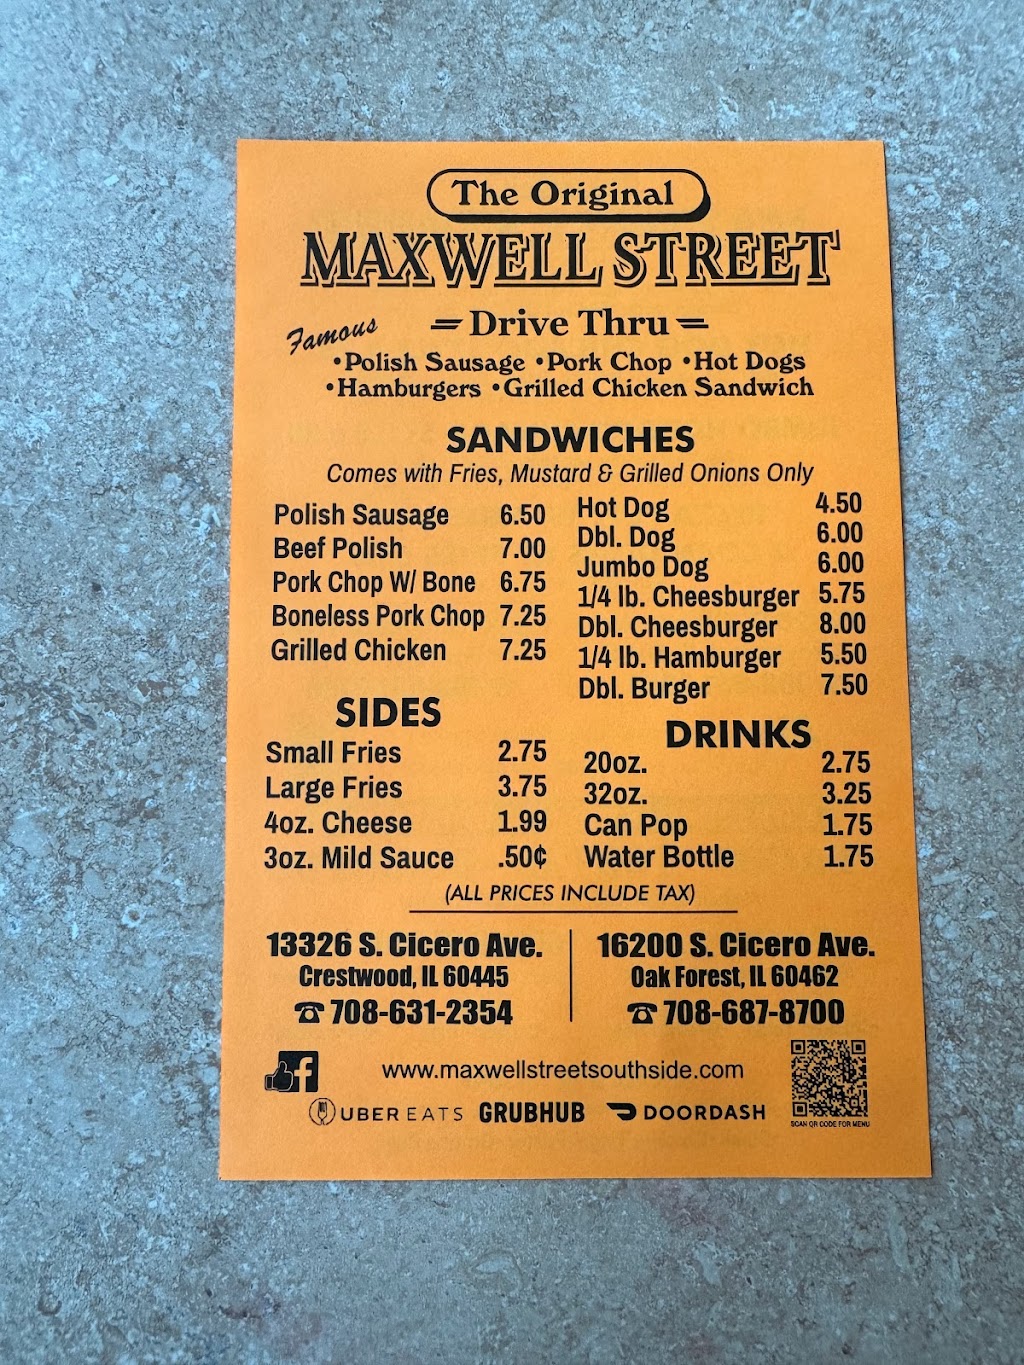 The Original
MAXWELL STREET
Famous
Drive Thru
•Polish Sausage •Pork Chop •Hot Dogs
•Hamburgers •Grilled Chicken Sandwich
SANDWICHES
Comes with Fries, Mustard & Grilled Onions Only
Polish Sausage 6.50
Beef Polish 7.00
Pork Chop W/ Bone 6.75
Boneless Pork Chop 7.25
Grilled Chicken 7.25
Hot Dog 4.50
Dbl. Dog 6.00
Jumbo Dog 6.00
1/4 lb. Cheesburger 5.75
Dbl. Cheesburger 8.00
1/4 lb. Hamburger 5.50
Dbl. Burger 7.50
SIDES
Small Fries 2.75
Large Fries 3.75
4oz. Cheese 1.99
3oz. Mild Sauce .50¢
DRINKS
20oz. 2.75
32oz. 3.25
Can Pop 1.75
Water Bottle 1.75
(ALL PRICES INCLUDE TAX)
13326 S. Cicero Ave.
Crestwood, IL 60445
☎ 708-631-2354
16200 S. Cicero Ave.
Oak Forest, IL 60462
☎ 708-687-8700
f
www.maxwellstreetsouthside.com
UBER EATS GRUBHUB DOORDASH
SCAN QR CODE FOR MENU